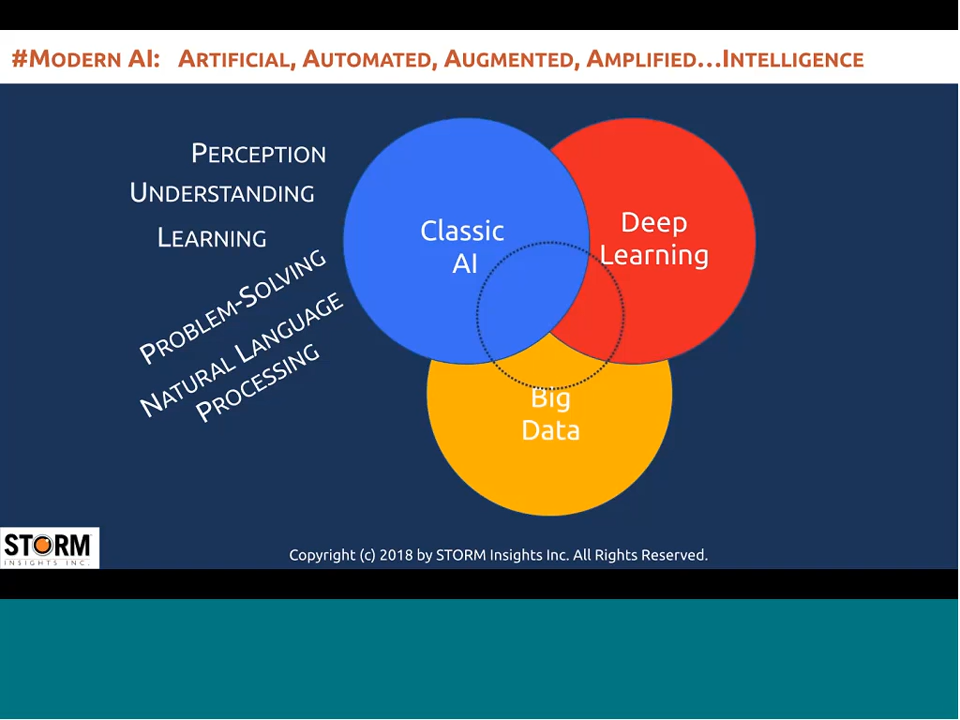 #Modern AI: Artificial, Automated, Augmented, Amplified...Intelligence
Perception
Understanding
Learning
Problem-Solving
Natural Language
Processing
Classic
AI
Deep
Learning
Big
Data
STORM
INSIGHTS INC.
Copyright (c) 2018 by STORM Insights Inc. All Rights Reserved.